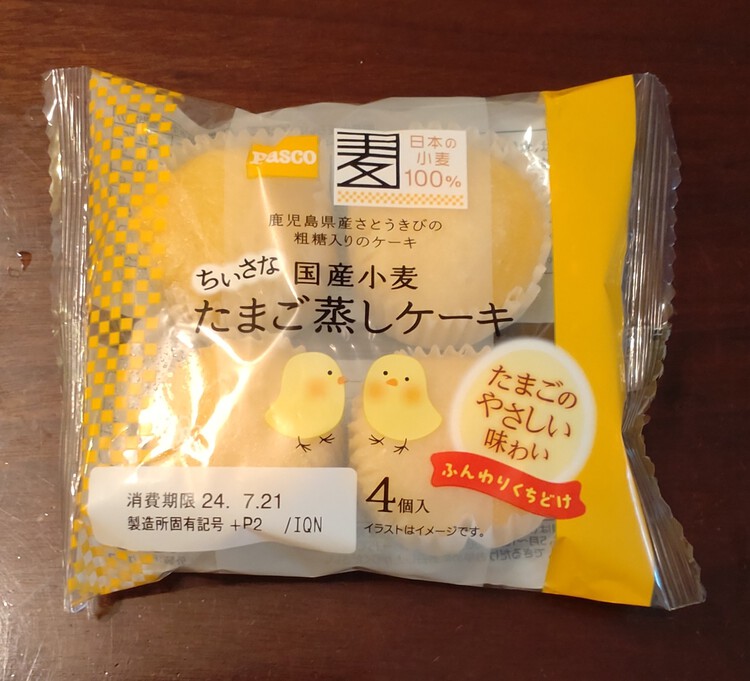 Pasco
麦
日本の
小麦
100%
鹿児島県産さとうきびの
粗糖入りのケーキ
ちぃさな 国産小麦
たまご蒸しケーキ
たまごの
やさしい
味わい
ふんわりくちどけ
4個入
イラストはイメージです。
消費期限 24. 7.21
製造所固有記号 +P2 /IQN